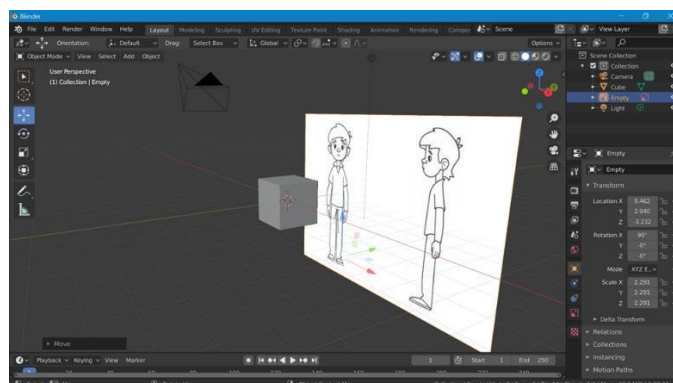 Blender
File Edit Render Window Help Layout Modeling Sculpting UV Editing Texture Paint Shading Animation Rendering Scene View Layer
Orientation: Default Drag: Select Box Global Options
Object Mode View Select Add Object
User Perspective
(1) Collection | Empty
Scene Collection
Collection
Camera
Cube
Empty
Light
Empty
Empty
Transform
Location X 0.462
Y 2.940
Z -3.232
Rotation X 90°
Y -0°
Z -0°
Mode XYZ E...
Scale X 2.291
Y 2.291
Z 2.291
Delta Transform
Relations
Collections
Instancing
Motion Paths
Move
Playback Keying View Marker 1 Start 1 End 250